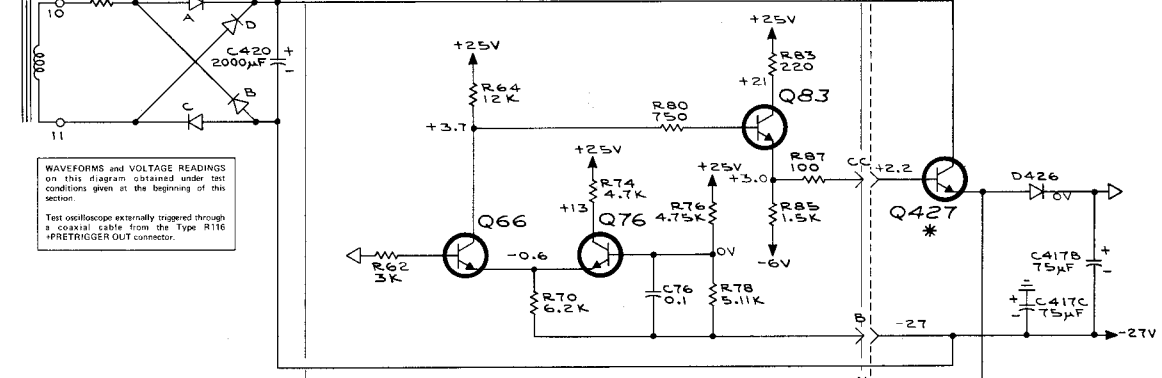 10
A
D
C420
2000µF
+
-
B
C
11
+25V
R64
12K
+3.7
R80
750
+25V
R83
220
+21
Q83
+25V
R74
4.7K
+13
+25V
R76
4.75K
+3.0
R87
100
CC
+2.2
R85
1.5K
-6V
Q427
*
D426
0V
Q66
Q76
-0.6
0V
R62
3K
R70
6.2K
C76
0.1
R78
5.11K
B
-27
C417B
75µF
+
-
C417C
75µF
+
-
-27V
WAVEFORMS and VOLTAGE READINGS
on this diagram obtained under test
conditions given at the beginning of this
section.
Test oscilloscope externally triggered through
a coaxial cable from the Type R116
+PRETRIGGER OUT connector.